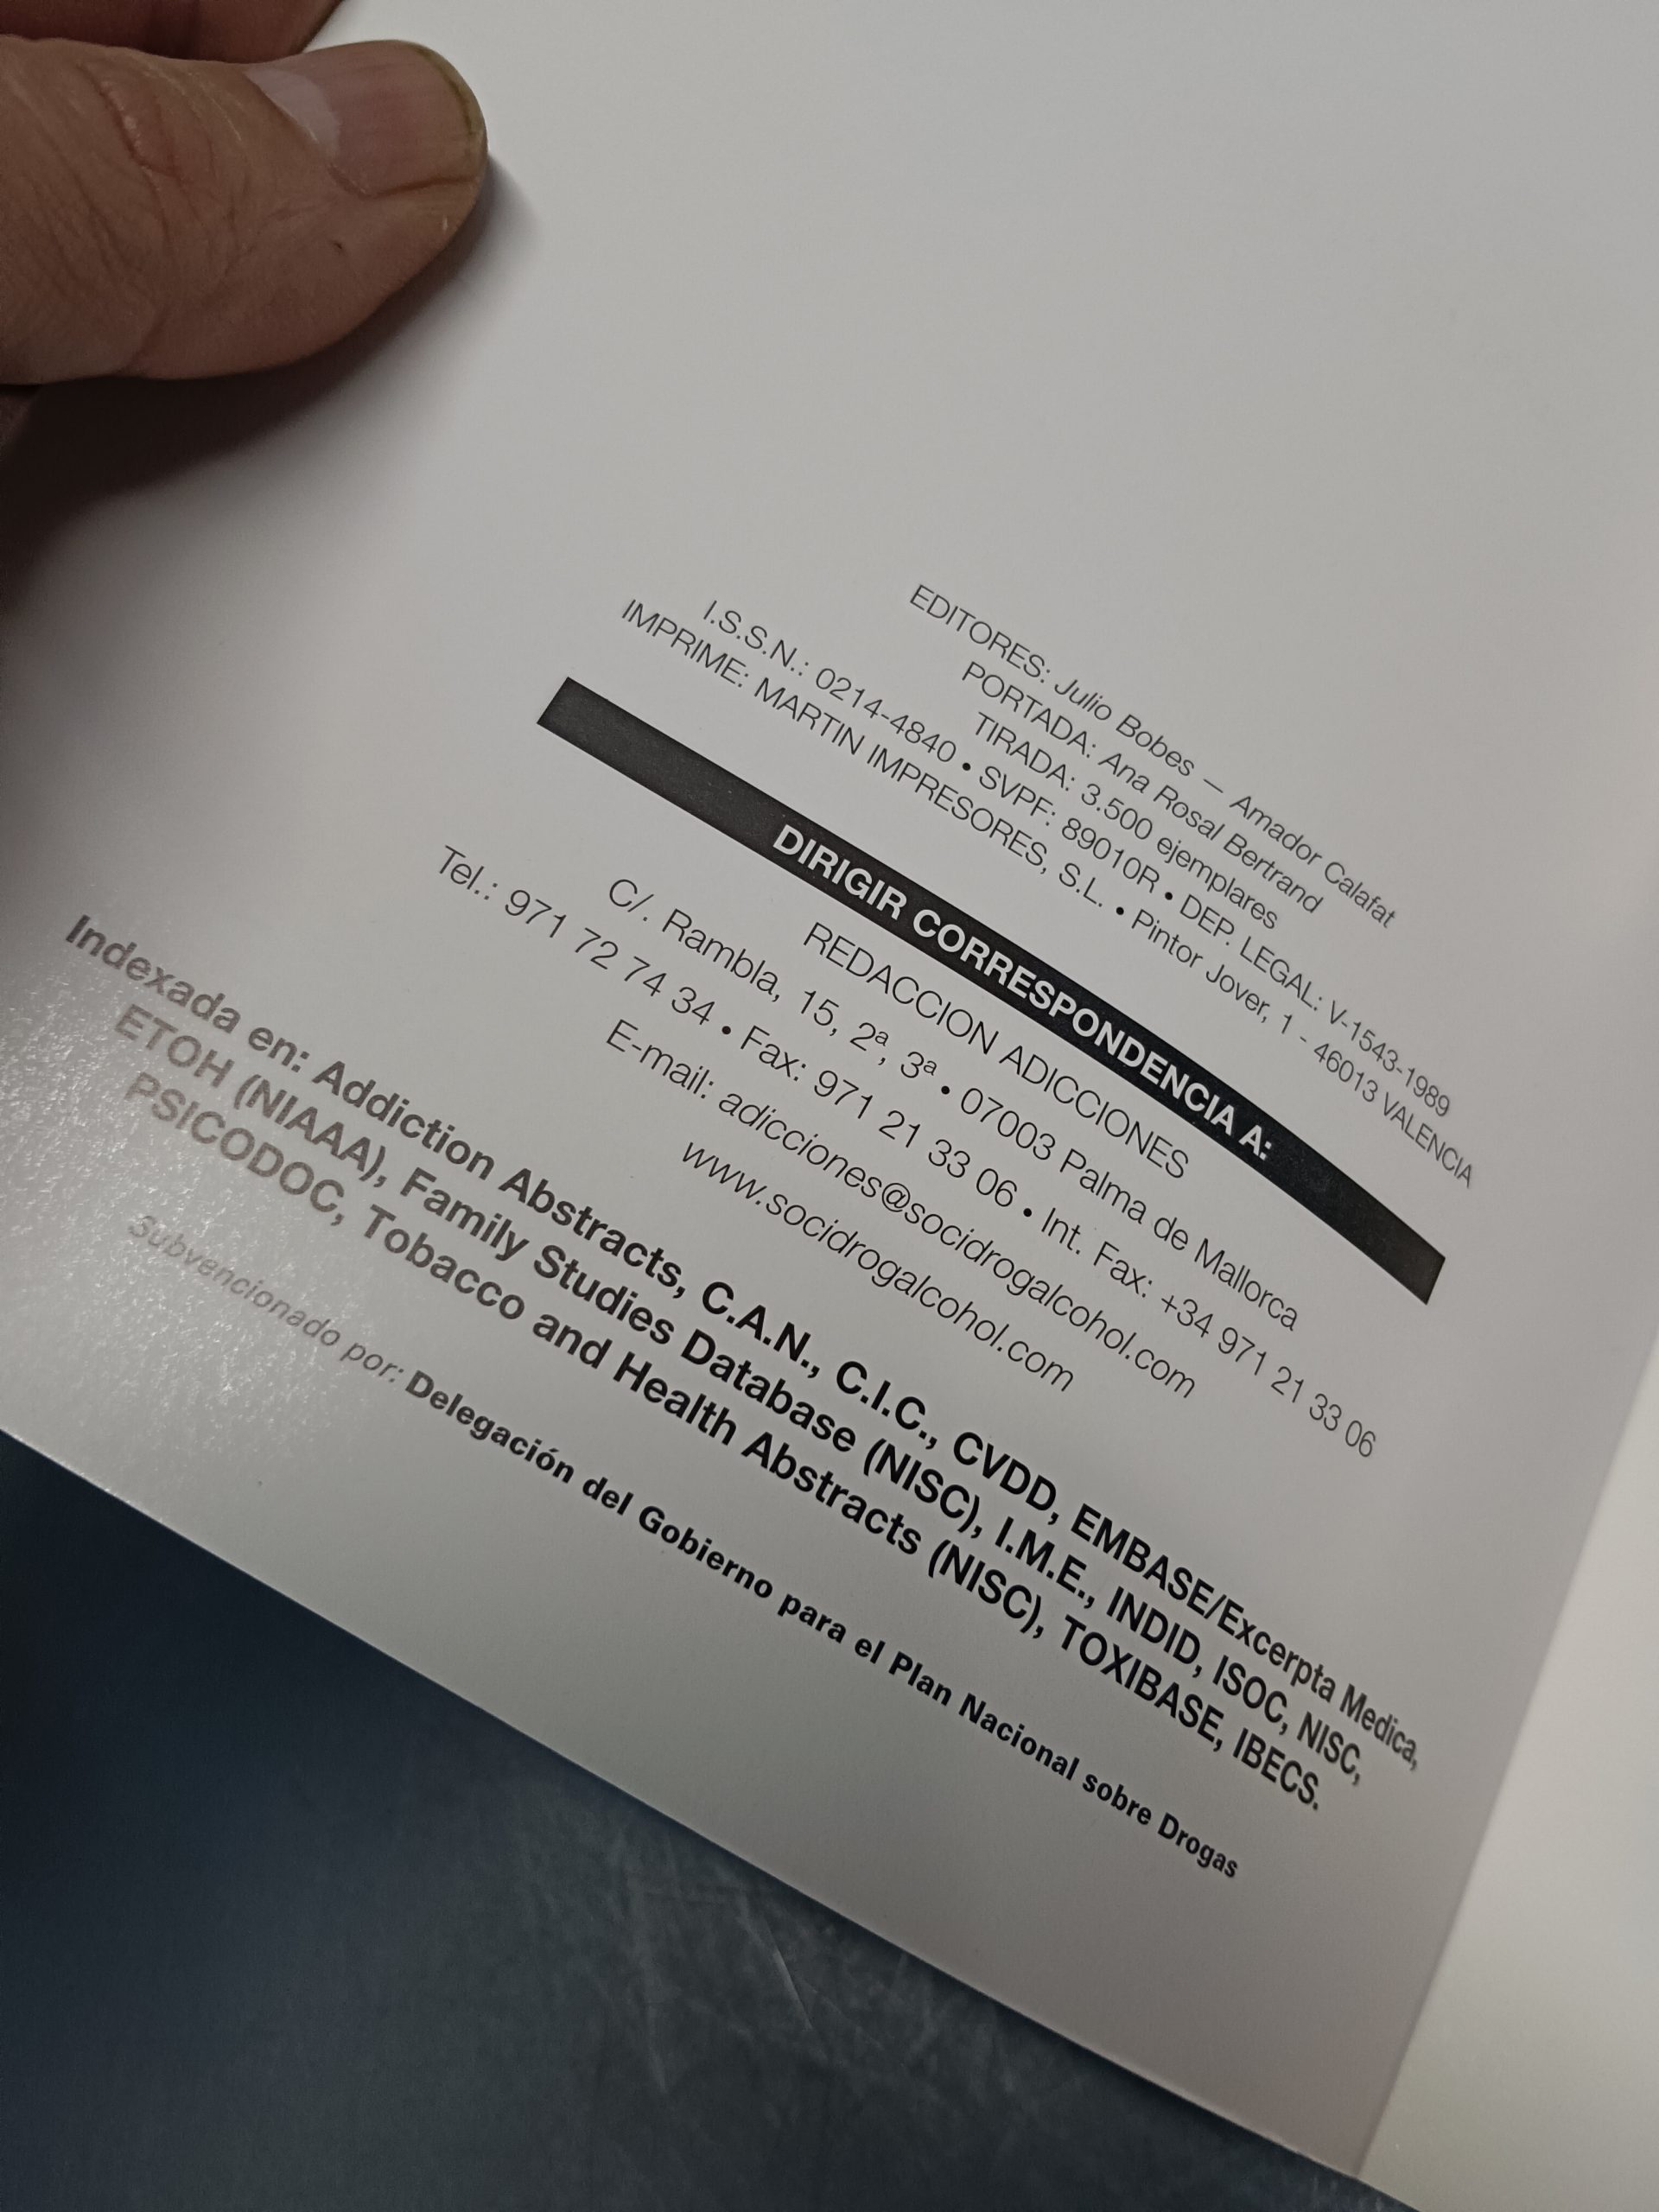 EDITORES: Julio Bobes — Amador Calafat
PORTADA: Ana Rosal Bertrand
TIRADA: 3.500 ejemplares
I.S.S.N.: 0214-4840 • SVPF: 89010R • DEP. LEGAL: V-1543-1989
IMPRIME: MARTIN IMPRESORES, S.L. • Pintor Jover, 1 - 46013 VALENCIA
DIRIGIR CORRESPONDENCIA A:
REDACCION ADICCIONES
C/. Rambla, 15, 2ª, 3ª • 07003 Palma de Mallorca
Tel.: 971 72 74 34 • Fax: 971 21 33 06 • Int. Fax: +34 971 21 33 06
E-mail: adicciones@socidrogalcohol.com
www.socidrogalcohol.com
Indexada en: Addiction Abstracts, C.A.N., C.I.C., CVDD, EMBASE/Excerpta Medica,
ETOH (NIAAA), Family Studies Database (NISC), I.M.E., INDID, ISOC, NISC,
PSICODOC, Tobacco and Health Abstracts (NISC), TOXIBASE, IBECS.
Subvencionado por: Delegación del Gobierno para el Plan Nacional sobre Drogas